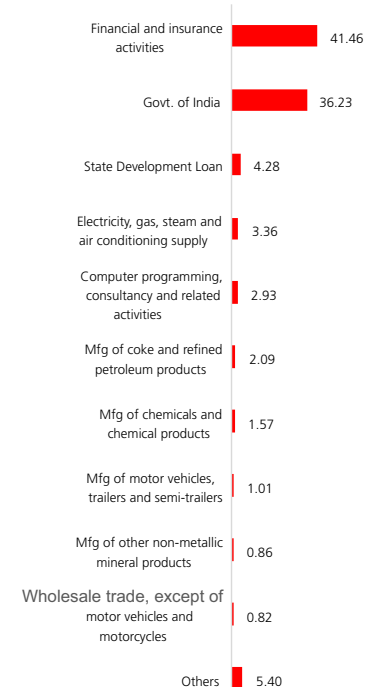 Financial and insurance
activities
41.46
Govt. of India
36.23
State Development Loan
4.28
Electricity, gas, steam and
air conditioning supply
3.36
Computer programming,
consultancy and related
activities
2.93
Mfg of coke and refined
petroleum products
2.09
Mfg of chemicals and
chemical products
1.57
Mfg of motor vehicles,
trailers and semi-trailers
1.01
Mfg of other non-metallic
mineral products
0.86
Wholesale trade, except of
motor vehicles and
motorcycles
0.82
Others
5.40